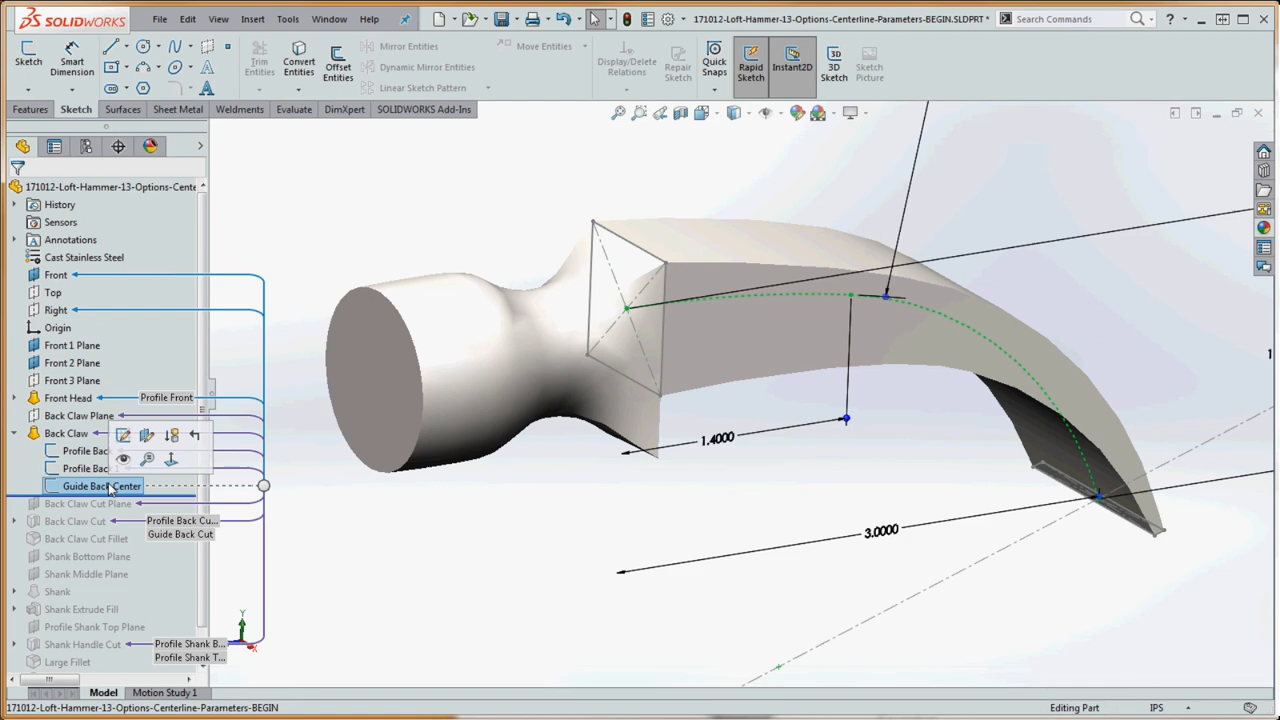 SOLIDWORKS
File Edit View Insert Tools Window Help
171012-Loft-Hammer-13-Options-Centerline-Parameters-BEGIN.SLDPRT *
Search Commands
Sketch
Smart Dimension
Trim Entities
Convert Entities
Offset Entities
Mirror Entities
Dynamic Mirror Entities
Linear Sketch Pattern
Move Entities
Display/Delete Relations
Repair Sketch
Quick Snaps
Rapid Sketch
Instant2D
3D Sketch
Sketch Picture
Features Sketch Surfaces Sheet Metal Weldments Evaluate DimXpert SOLIDWORKS Add-Ins
171012-Loft-Hammer-13-Options-Cente
History
Sensors
Annotations
Cast Stainless Steel
Front
Top
Right
Origin
Front 1 Plane
Front 2 Plane
Front 3 Plane
Front Head
Profile Front
Back Claw Plane
Back Claw
Profile Bac
Profile Bac
Guide Back Center
Back Claw Cut Plane
Back Claw Cut
Profile Back Cu...
Guide Back Cut
Back Claw Cut Fillet
Shank Bottom Plane
Shank Middle Plane
Shank
Shank Extrude Fill
Profile Shank Top Plane
Shank Handle Cut
Profile Shank B...
Profile Shank T...
Large Fillet
1.4000
3.0000
1
Y
X
Model Motion Study 1
171012-Loft-Hammer-13-Options-Centerline-Parameters-BEGIN
Editing Part
IPS